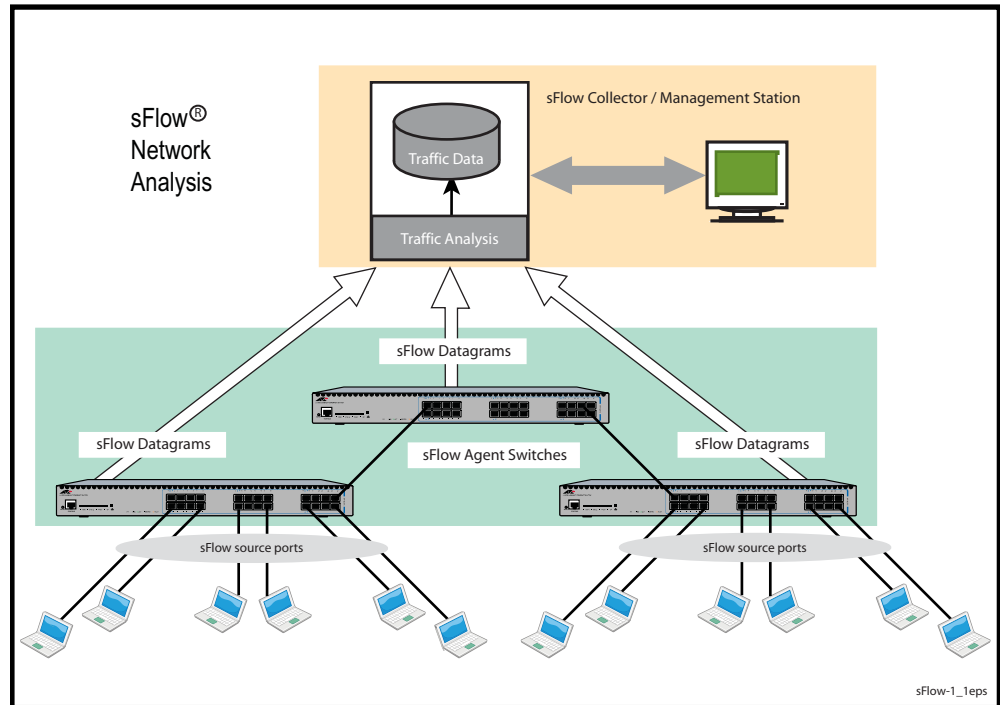 sFlow®
Network
Analysis
sFlow Collector / Management Station
Traffic Data
Traffic Analysis
sFlow Datagrams
sFlow Datagrams
sFlow Agent Switches
sFlow Datagrams
sFlow source ports
sFlow source ports
sFlow-1_1eps